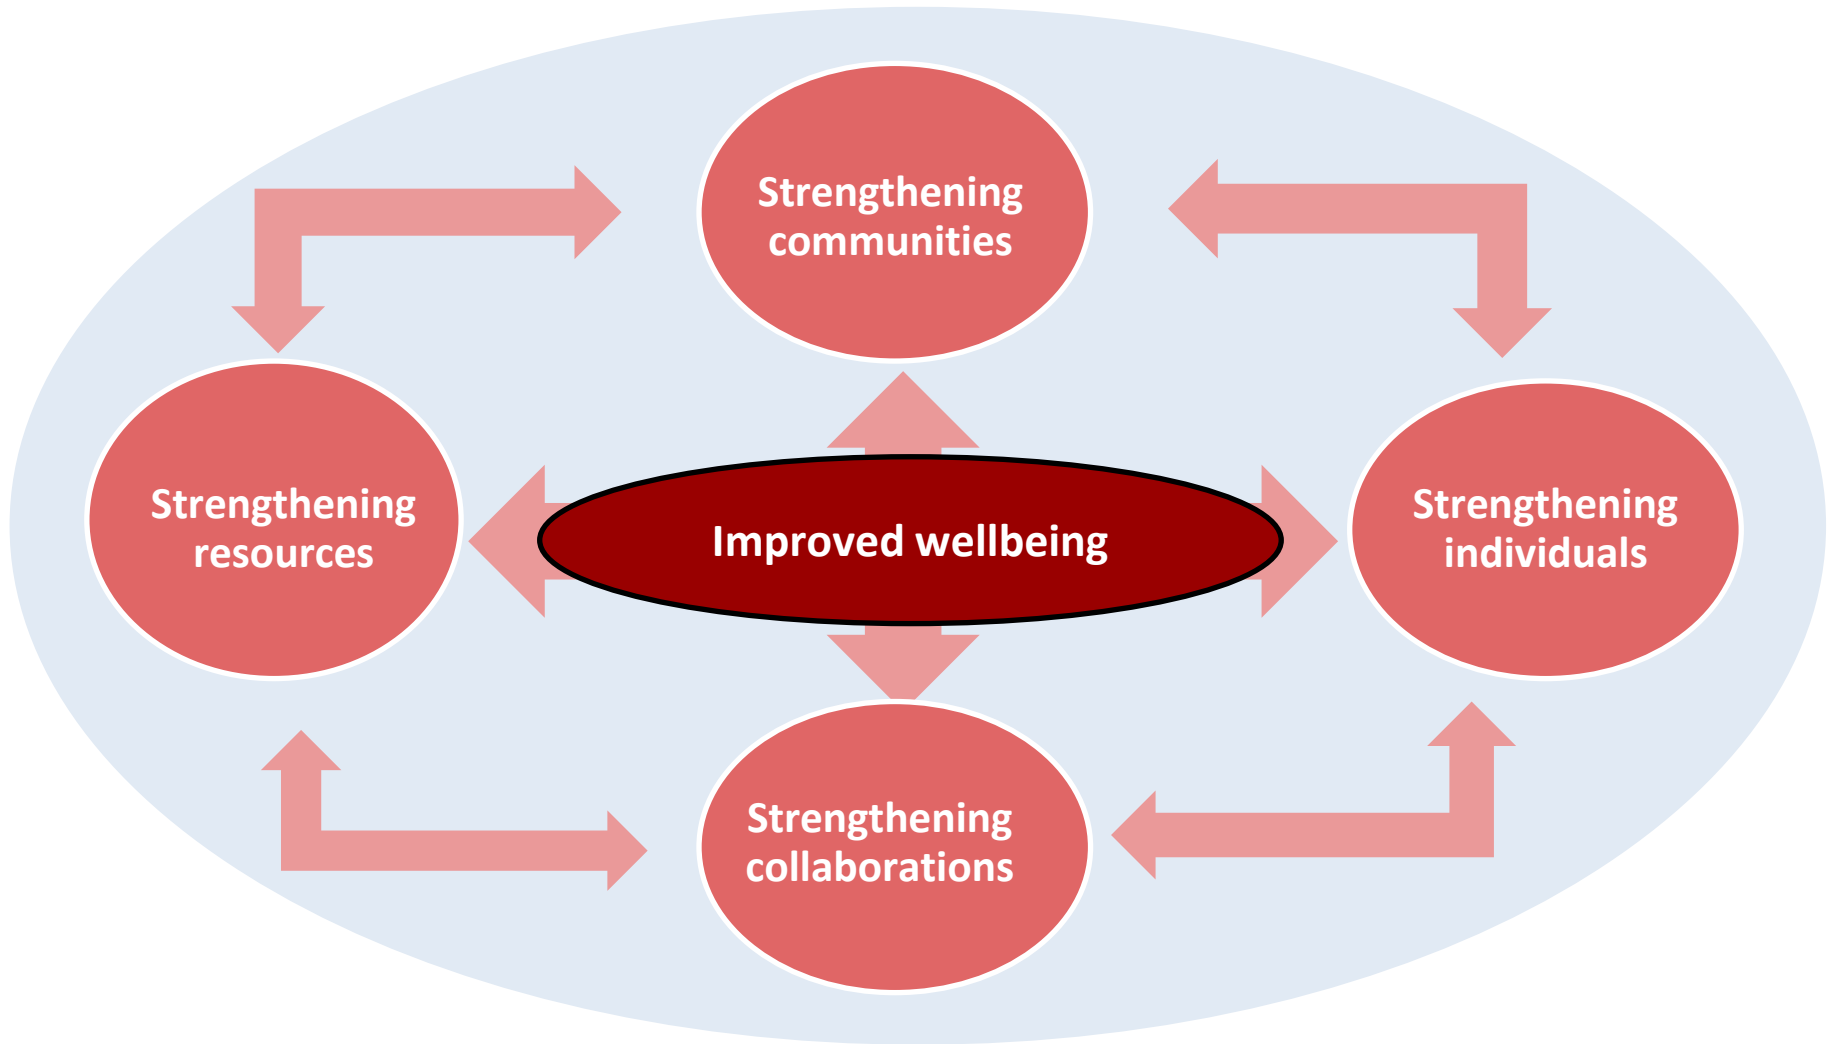 Strengthening
communities
Strengthening
resources
Improved wellbeing
Strengthening
individuals
Strengthening
collaborations